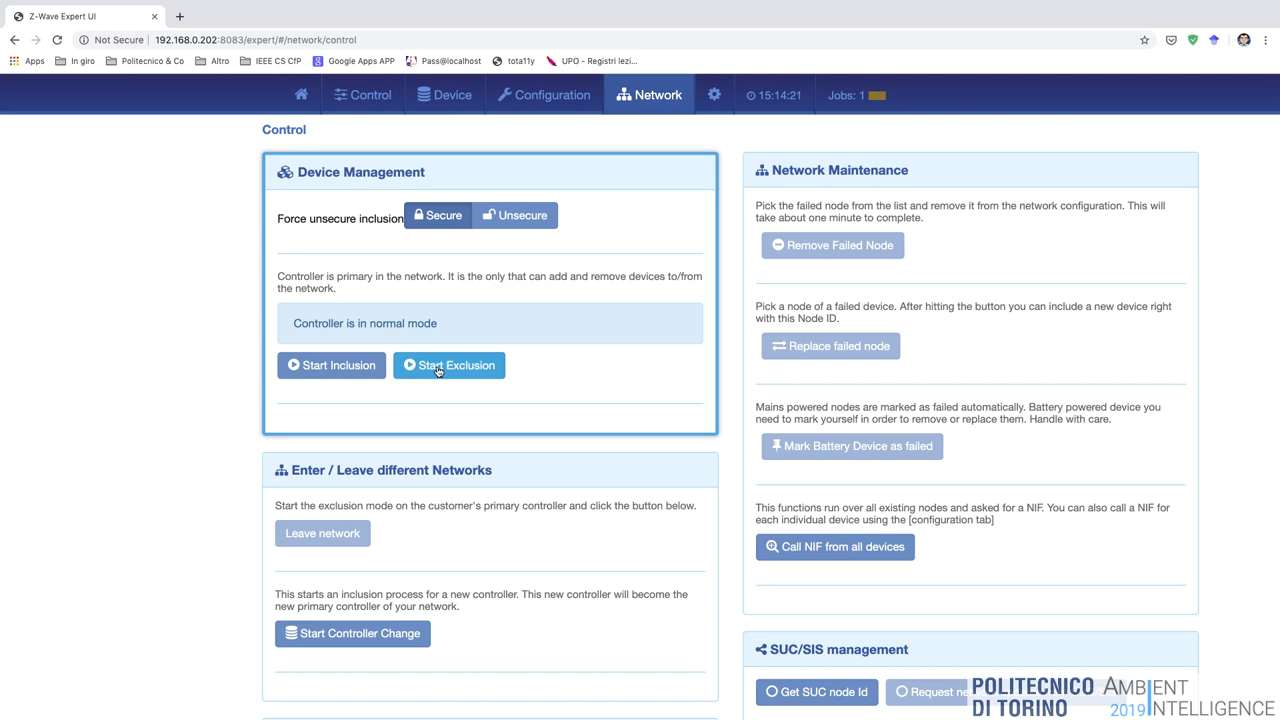 Z-Wave Expert UI
Not Secure | 192.168.0.202:8083/expert/#/network/control
Apps In giro Politecnico & Co Altro IEEE CS CfP Google Apps APP Pass@localhost tota11y UPO - Registri lezi...
Control Device Configuration Network 15:14:21 Jobs: 1
Control
Device Management
Force unsecure inclusion Secure Unsecure
Controller is primary in the network. It is the only that can add and remove devices to/from
the network.
Controller is in normal mode
Start Inclusion Start Exclusion
Enter / Leave different Networks
Start the exclusion mode on the customer's primary controller and click the button below.
Leave network
This starts an inclusion process for a new controller. This new controller will become the
new primary controller of your network.
Start Controller Change
Network Maintenance
Pick the failed node from the list and remove it from the network configuration. This will
take about one minute to complete.
Remove Failed Node
Pick a node of a failed device. After hitting the button you can include a new device right
with this Node ID.
Replace failed node
Mains powered nodes are marked as failed automatically. Battery powered device you
need to mark yourself in order to remove or replace them. Handle with care.
Mark Battery Device as failed
This functions run over all existing nodes and asked for a NIF. You can also call a NIF for
each individual device using the [configuration tab]
Call NIF from all devices
SUC/SIS management
Get SUC node Id Request ne
POLITECNICO
DI TORINO
AMBIENT
2019 INTELLIGENCE